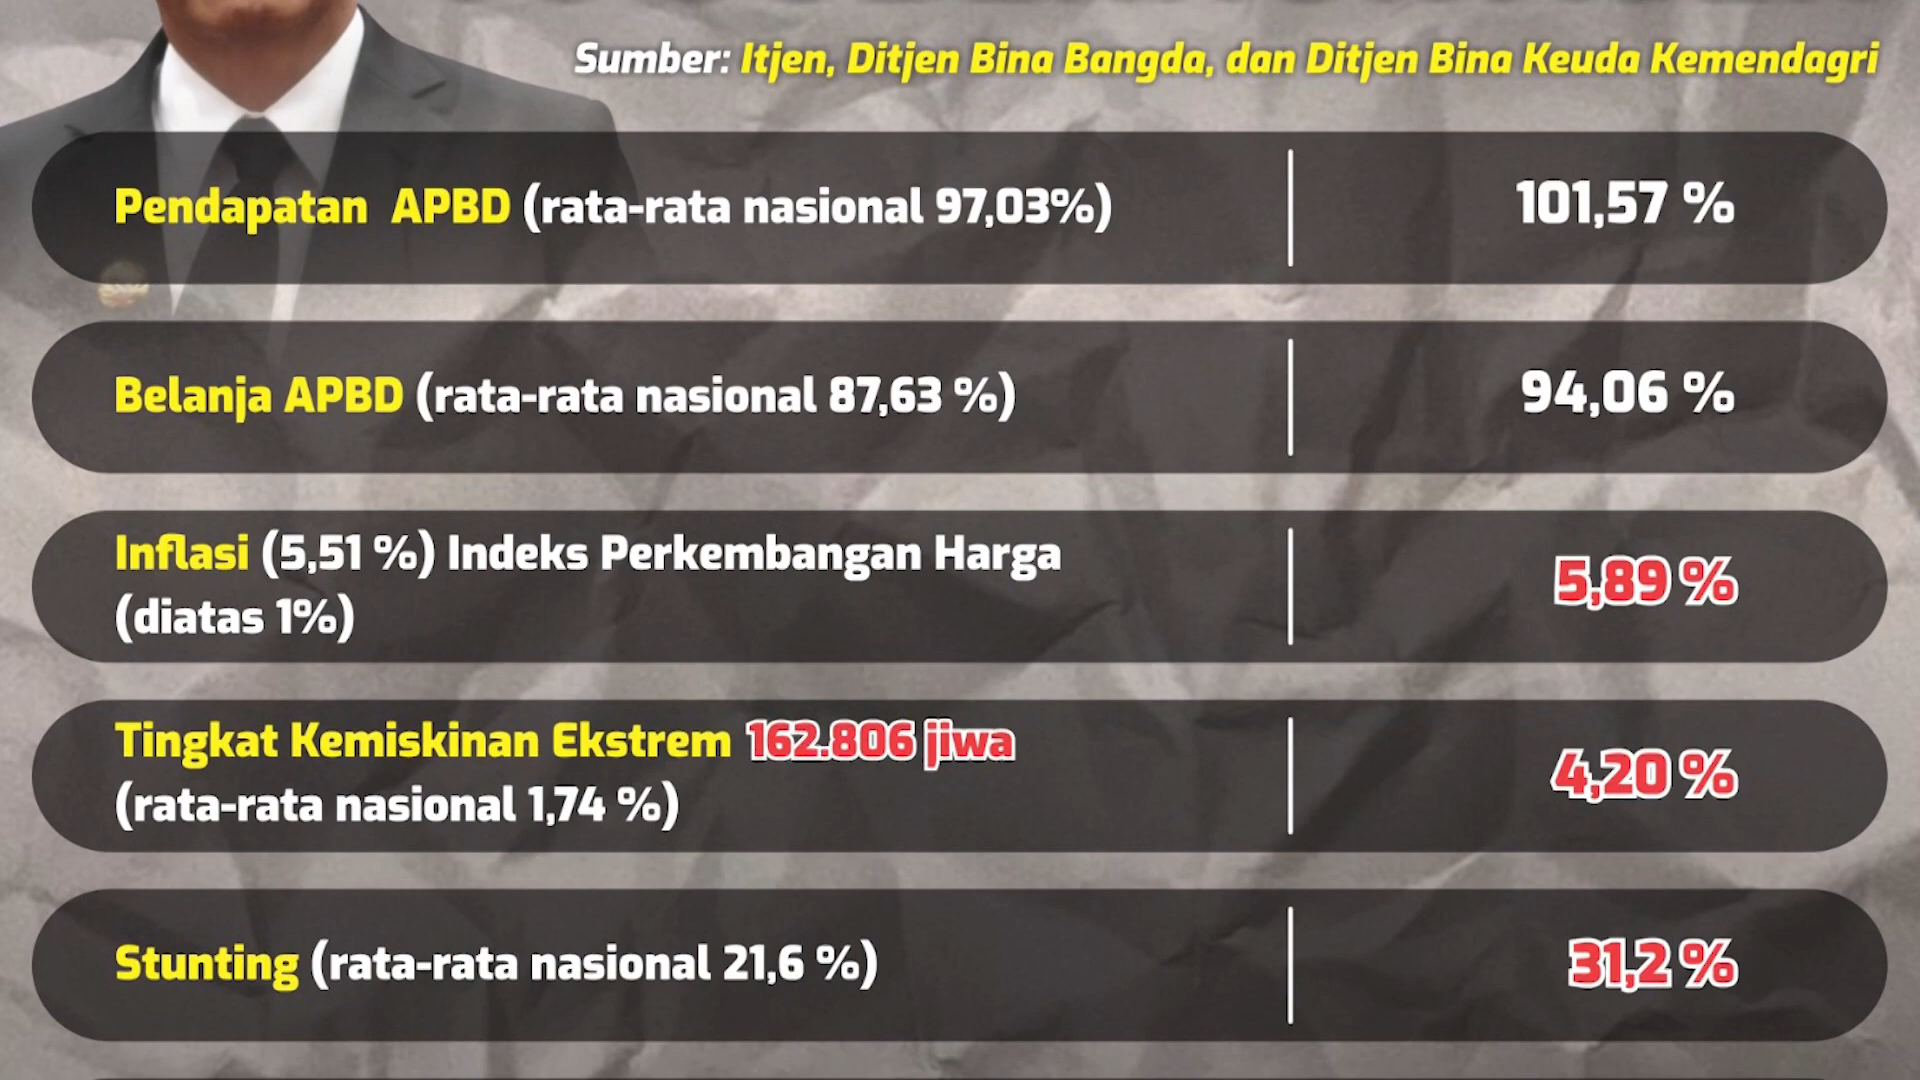 Sumber: Itjen, Ditjen Bina Bangda, dan Ditjen Bina Keuda Kemendagri
Pendapatan APBD (rata-rata nasional 97,03%)
101,57 %
Belanja APBD (rata-rata nasional 87,63 %)
94,06 %
Inflasi (5,51 %) Indeks Perkembangan Harga
(diatas 1%)
5,89 %
Tingkat Kemiskinan Ekstrem 162.806 jiwa
(rata-rata nasional 1,74 %)
4,20 %
Stunting (rata-rata nasional 21,6 %)
31,2 %